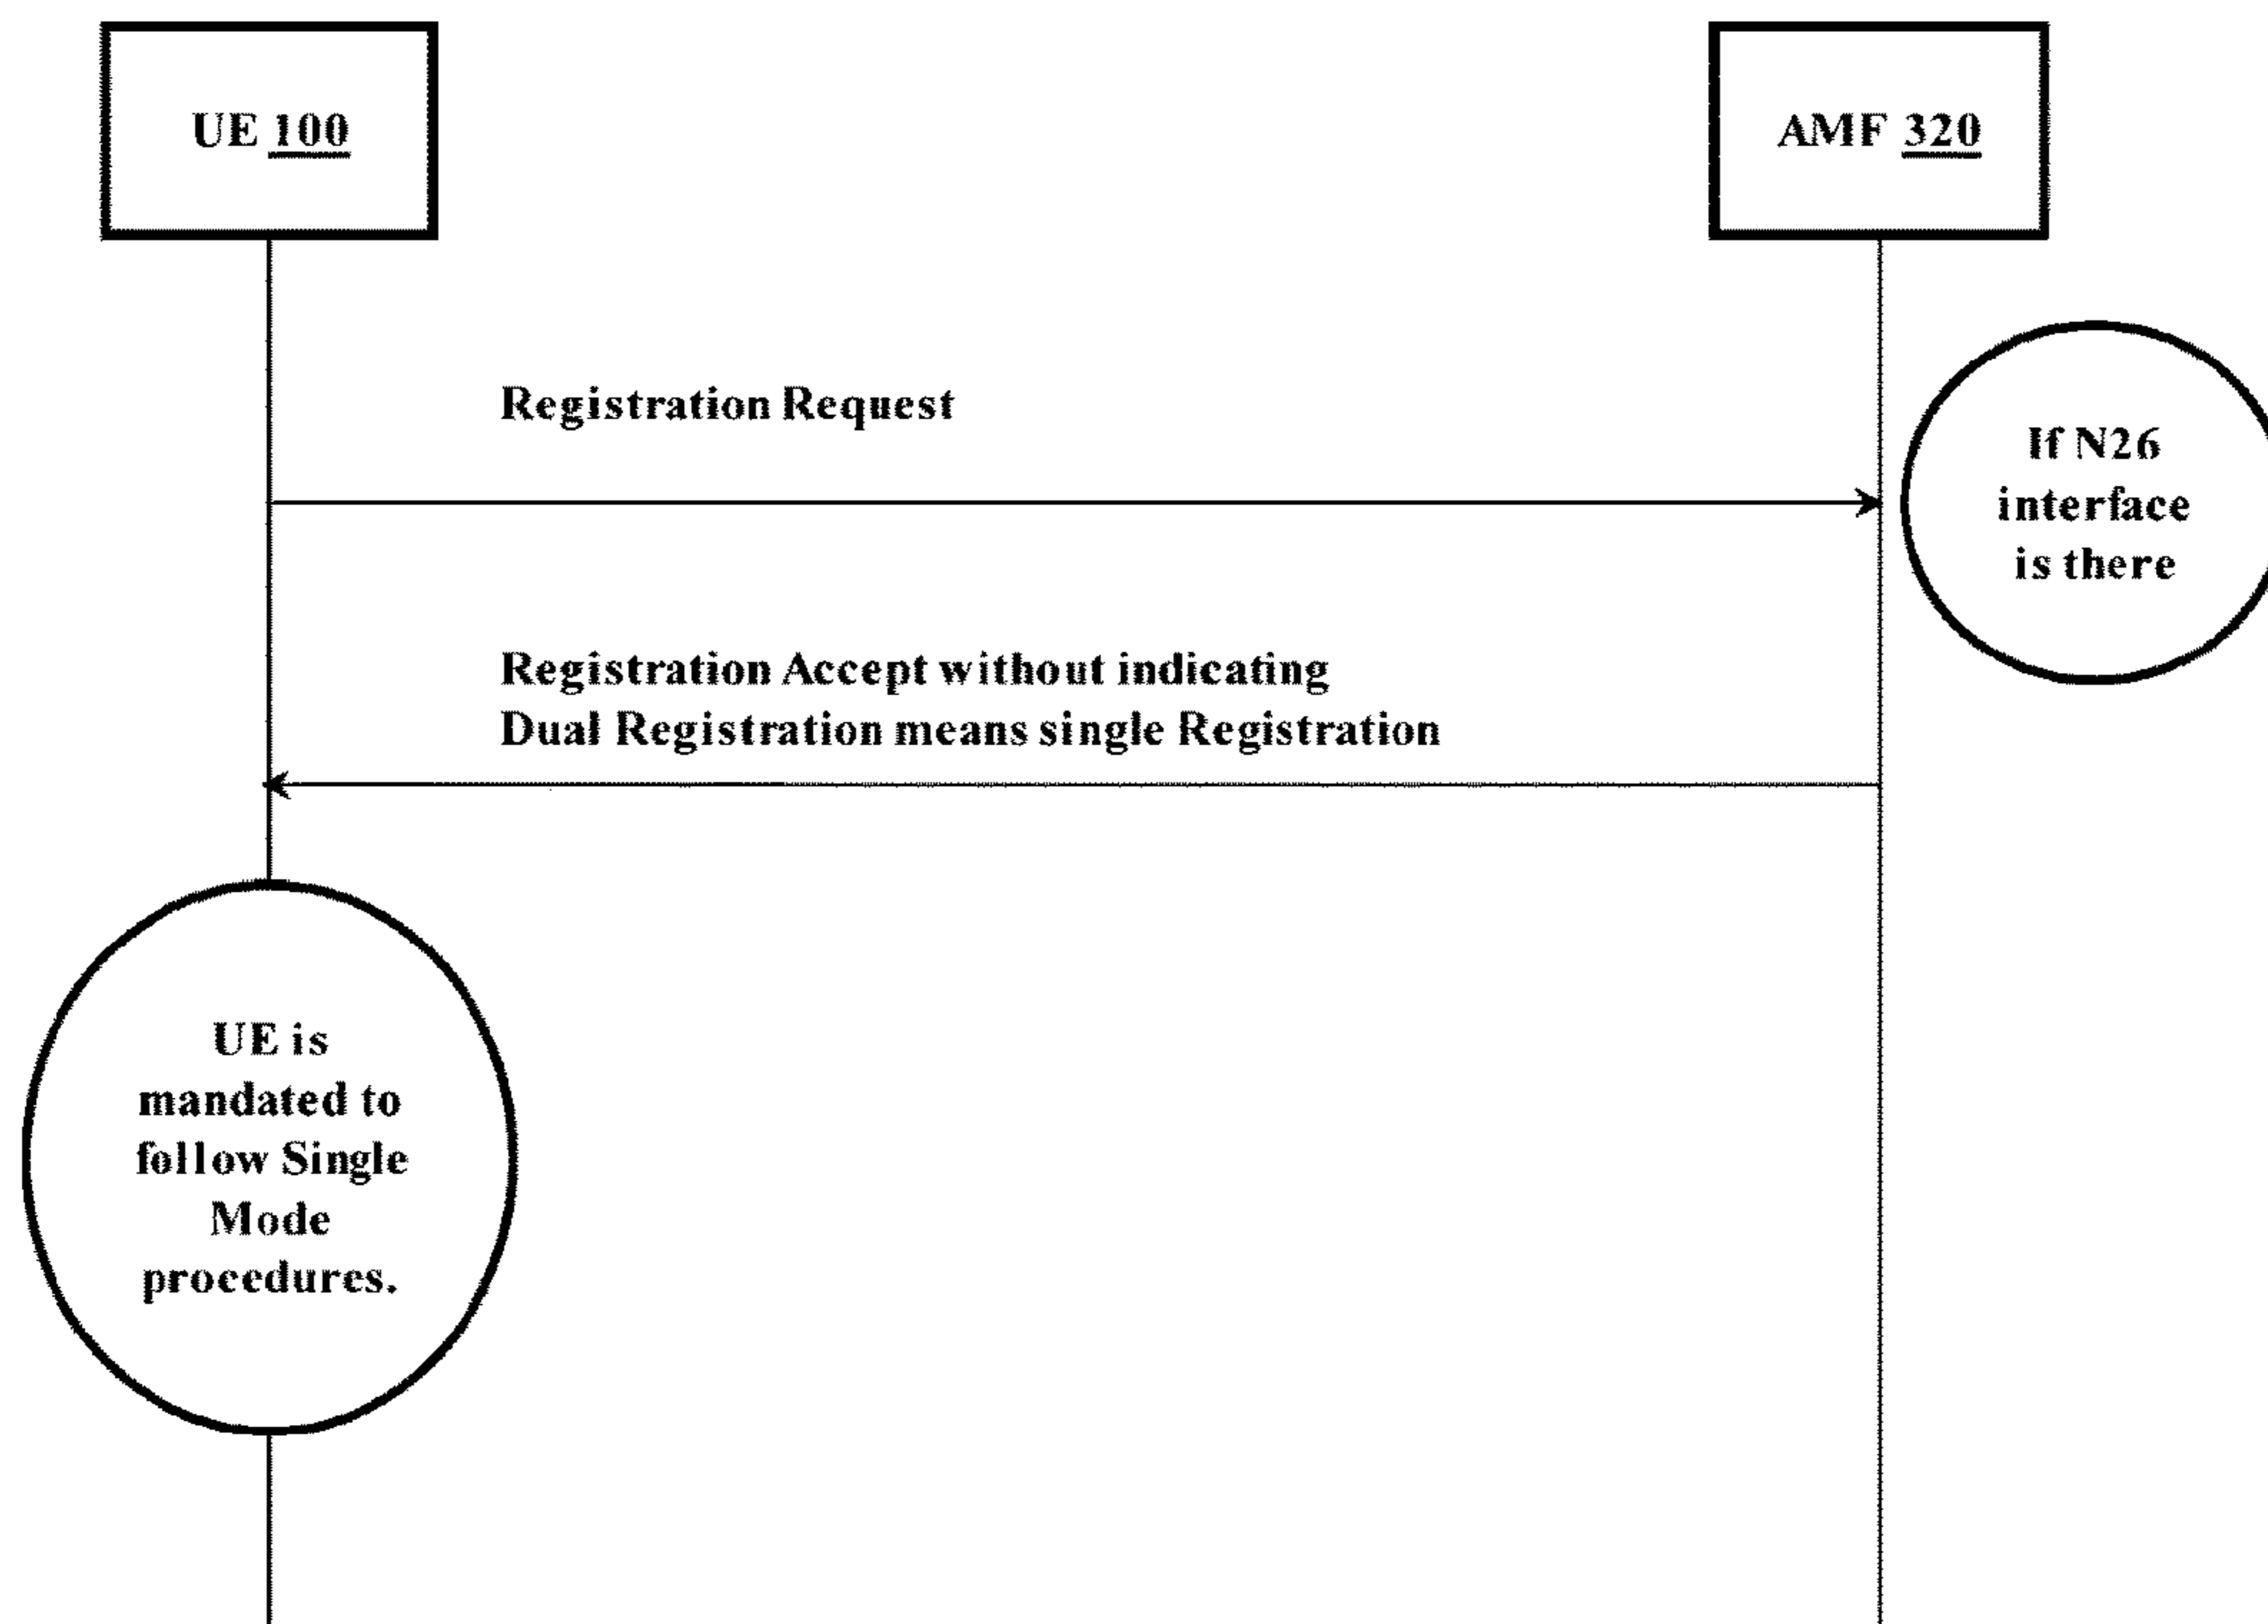 UE 100
AMF 320
Registration Request
If N26
interface
is there
Registration Accept without indicating
Dual Registration means single Registration
UE is
mandated to
follow Single
Mode
procedures.